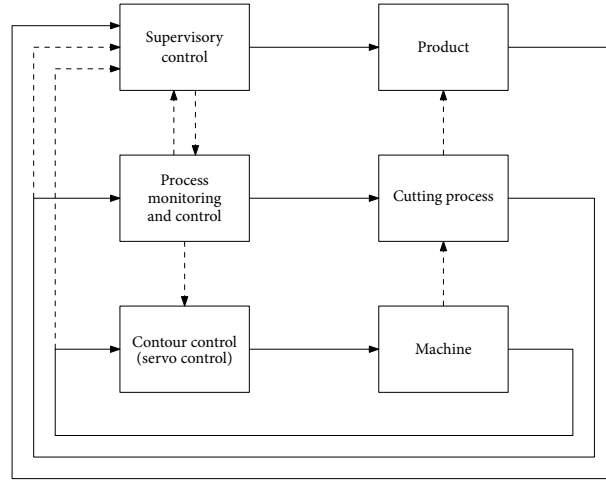 Supervisory
control
Product
Process
monitoring
and control
Cutting process
Contour control
(servo control)
Machine